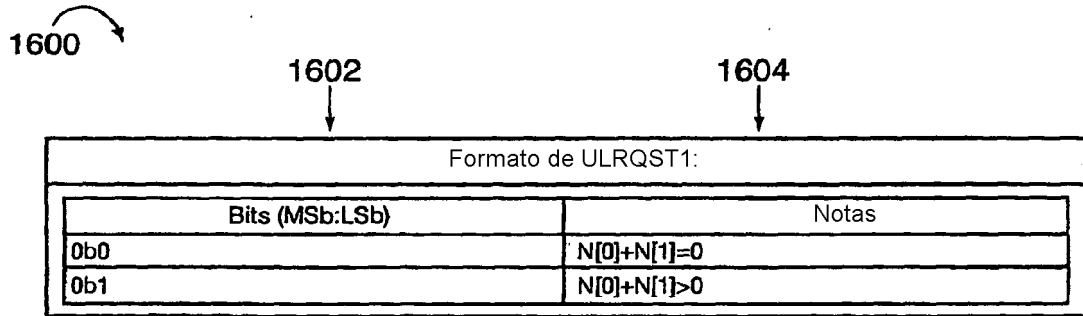 1600
1602 1604
Formato de ULRQST1:
Bits (MSb:LSb) Notas
0b0 N[0]+N[1]=0
0b1 N[0]+N[1]>0